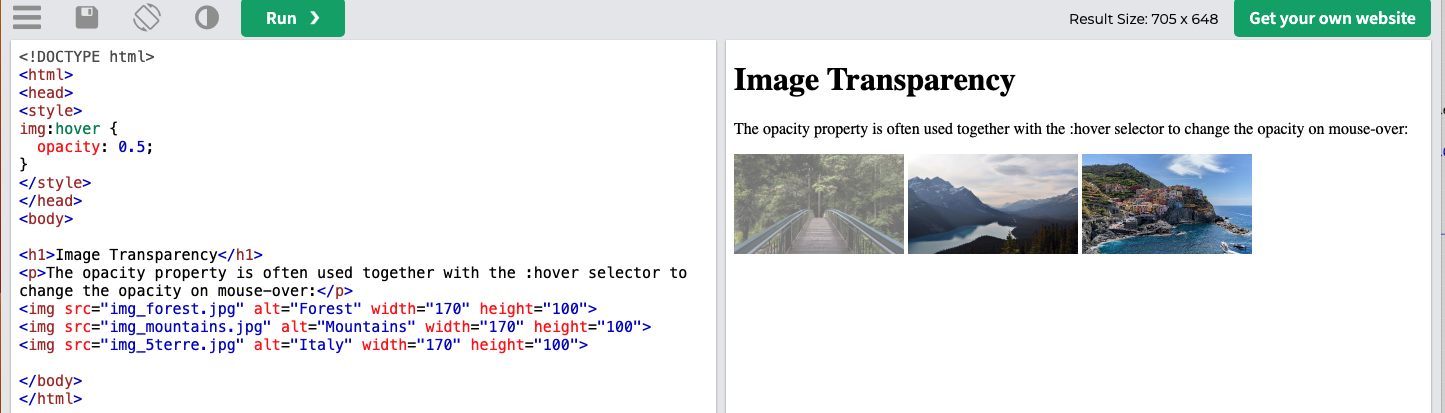 Run ❯
Result Size: 705 x 648
Get your own website
<!DOCTYPE html>
<html>
<head>
<style>
img:hover {
  opacity: 0.5;
}
</style>
</head>
<body>
<h1>Image Transparency</h1>
<p>The opacity property is often used together with the :hover selector to
change the opacity on mouse-over:</p>
<img src="img_forest.jpg" alt="Forest" width="170" height="100">
<img src="img_mountains.jpg" alt="Mountains" width="170" height="100">
<img src="img_5terre.jpg" alt="Italy" width="170" height="100">
</body>
</html>
Image Transparency
The opacity property is often used together with the :hover selector to change the opacity on mouse-over: